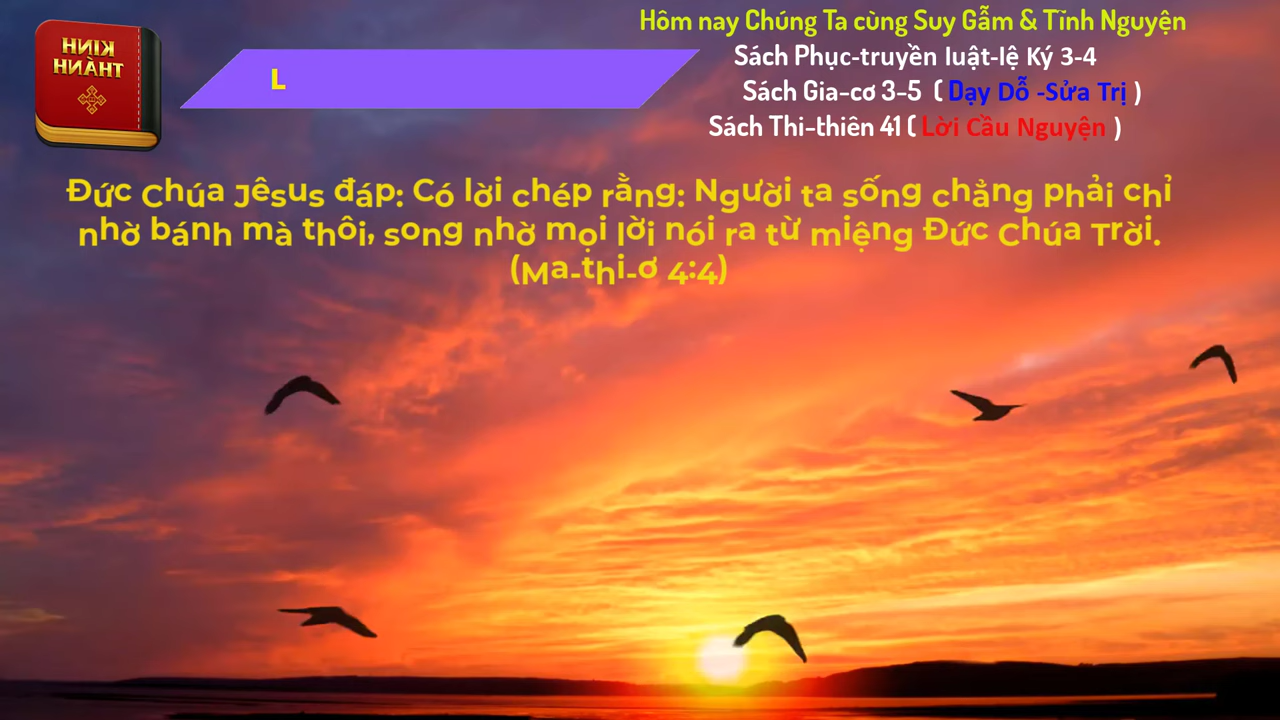 KINH
THÀNH
L
Hôm nay Chúng Ta cùng Suy Gẫm & Tĩnh Nguyện
Sách Phục-truyền luật-lệ Ký 3-4
Sách Gia-cơ 3-5 ( Dạy Dỗ -Sửa Trị )
Sách Thi-thiên 41 ( Lời Cầu Nguyện )
Đức Chúa Jêsus đáp: Có lời chép rằng: Người ta sống chẳng phải chỉ
nhờ bánh mà thôi, song nhờ mọi lời nói ra từ miệng Đức Chúa Trời.
(Ma-thi-ơ 4:4)